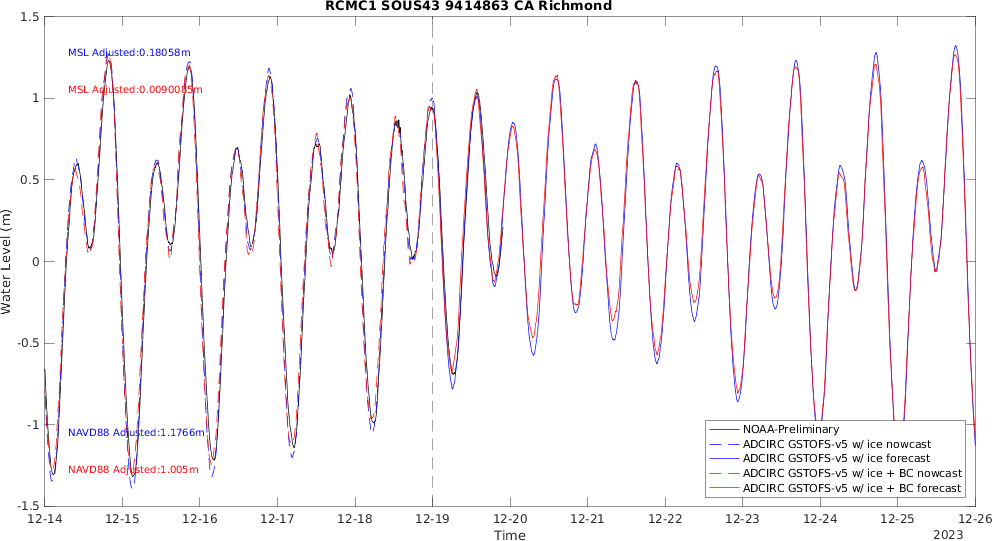 RCMC1 SOUS43 9414863 CA Richmond
1.5
1
0.5
0
-0.5
-1
-1.5
Water Level (m)
MSL Adjusted:0.18058m
MSL Adjusted:0.0090085m
NAVD88 Adjusted:1.1766m
NAVD88 Adjusted:1.005m
NOAA-Preliminary
ADCIRC GSTOFS-v5 w/ ice nowcast
ADCIRC GSTOFS-v5 w/ ice forecast
ADCIRC GSTOFS-v5 w/ ice + BC nowcast
ADCIRC GSTOFS-v5 w/ ice + BC forecast
12-14 12-15 12-16 12-17 12-18 12-19 12-20 12-21 12-22 12-23 12-24 12-25 12-26
Time
2023